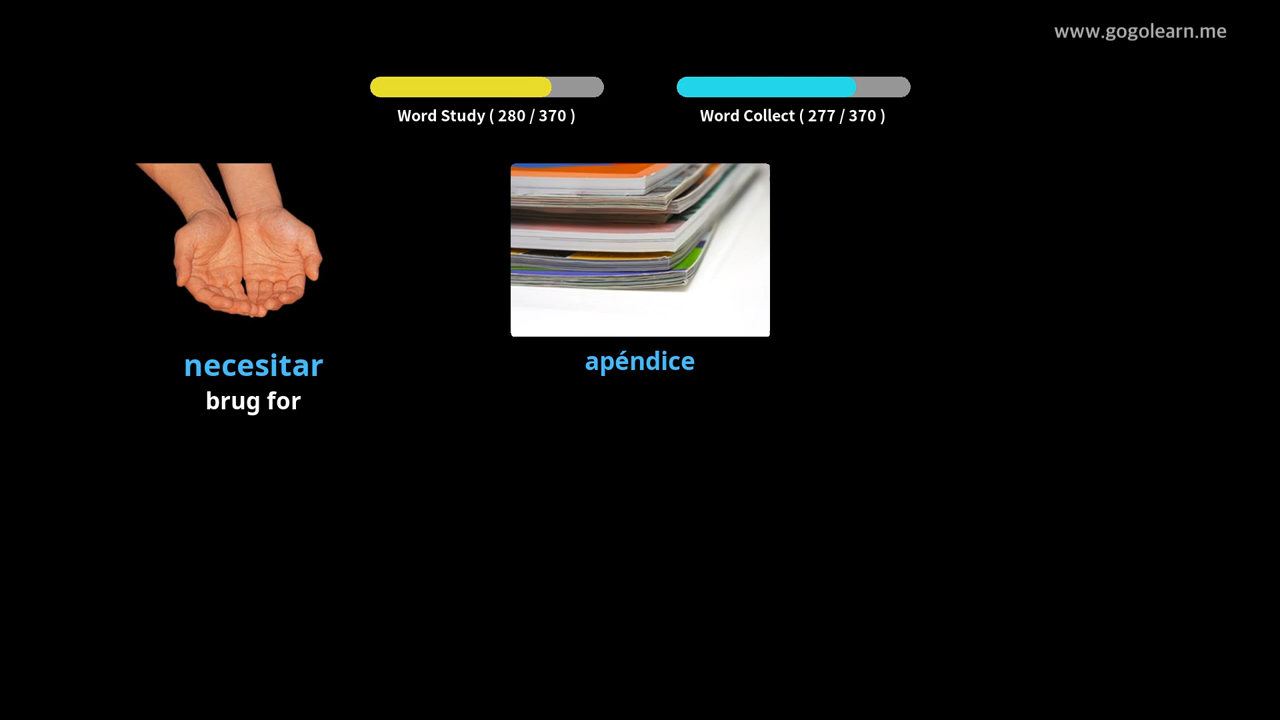 www.gogolearn.me
Word Study ( 280 / 370 )
Word Collect ( 277 / 370 )
necesitar
brug for
apéndice